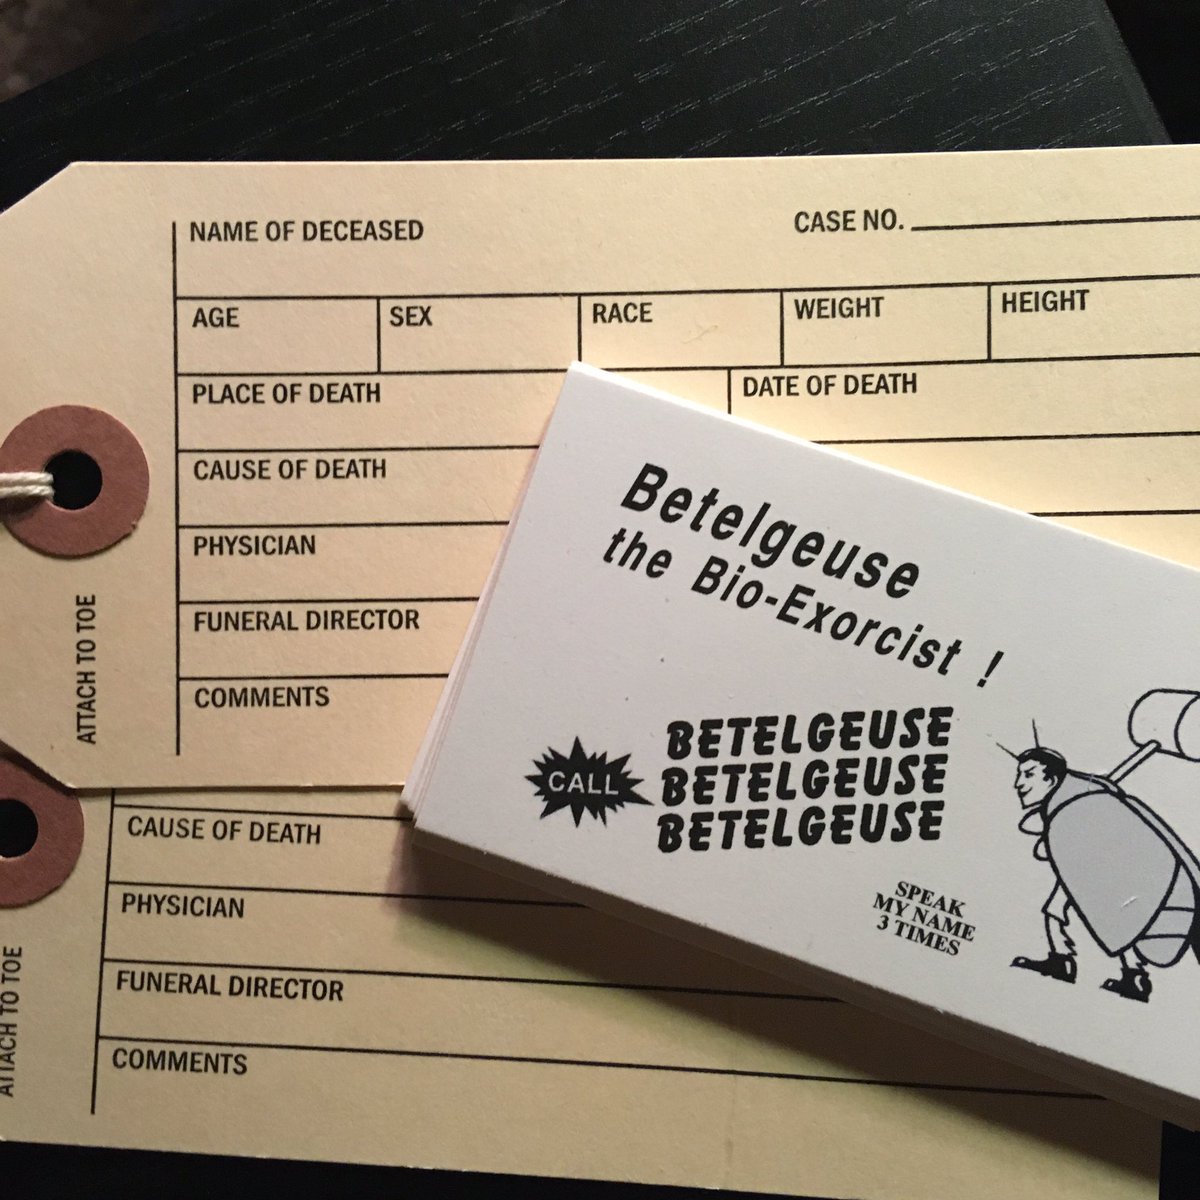 NAME OF DECEASED
CASE NO.
AGE
SEX
RACE
WEIGHT
HEIGHT
PLACE OF DEATH
DATE OF DEATH
CAUSE OF DEATH
PHYSICIAN
FUNERAL DIRECTOR
COMMENTS
ATTACH TO TOE
Betelgeuse
the Bio-Exorcist !
CALL
BETELGEUSE
BETELGEUSE
BETELGEUSE
SPEAK
MY NAME
3 TIMES
CAUSE OF DEATH
PHYSICIAN
FUNERAL DIRECTOR
COMMENTS
ATTACH TO TOE